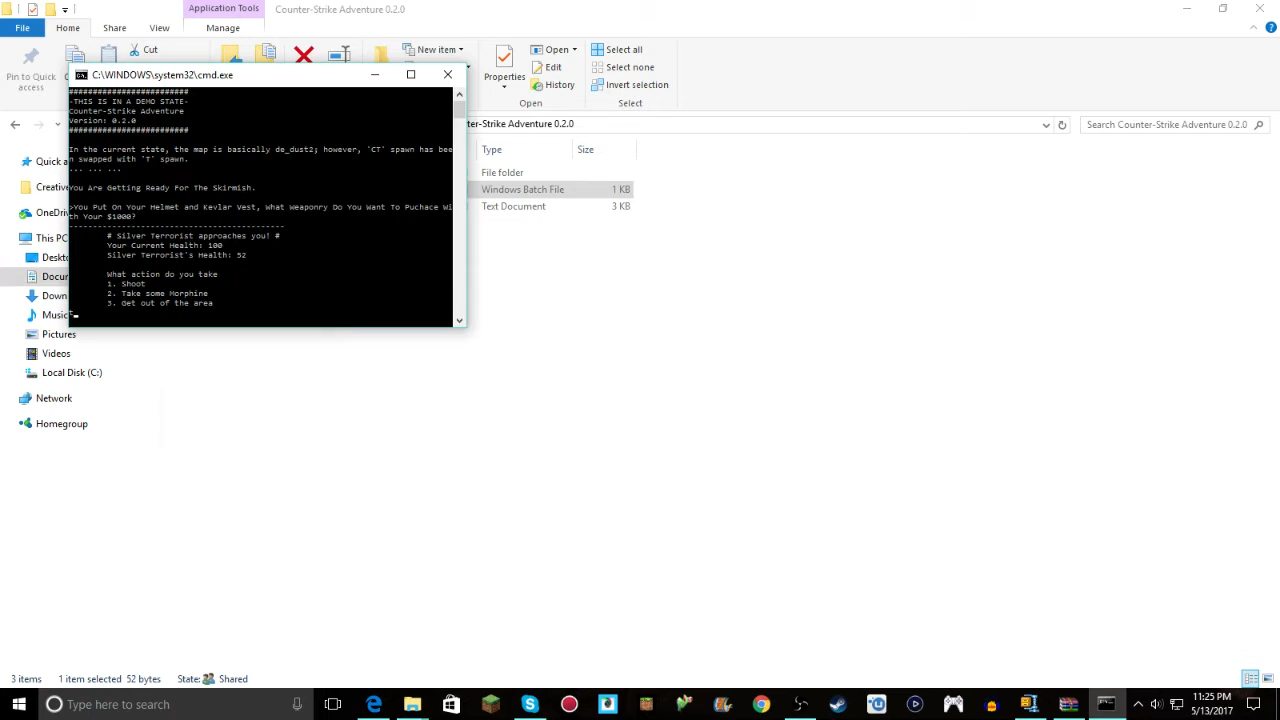 Application Tools
Counter-Strike Adventure 0.2.0
File
Home
Share
View
Manage
Pin to Quick
access
Cut
New item
Properties
Open
Edit
History
Select all
Select none
Invert selection
Open
Select
C:\WINDOWS\system32\cmd.exe
#########################
-THIS IS IN A DEMO STATE-
Counter-Strike Adventure
Version: 0.2.0
#########################
In the current state, the map is basically de_dust2; however, 'CT' spawn has bee
n swapped with 'T' spawn.
... ... ...
You Are Getting Ready For The Skirmish.
>You Put On Your Helmet and Kevlar Vest, What Weaponry Do You Want To Puchace Wi
th Your $1000?
---------------------------------------------
# Silver Terrorist approaches you! #
Your Current Health: 100
Silver Terrorist's Health: 52
What action do you take
1. Shoot
2. Take some Morphine
3. Get out of the area
ter-Strike Adventure 0.2.0
Search Counter-Strike Adventure 0.2.0
Type
Size
File folder
Windows Batch File
1 KB
Text Document
3 KB
Quick a
Creative
OneDriv
This PC
Deskto
Docur
Down
Music
Pictures
Videos
Local Disk (C:)
Network
Homegroup
3 items
1 item selected 52 bytes
State:
Shared
Type here to search
11:25 PM
5/13/2017